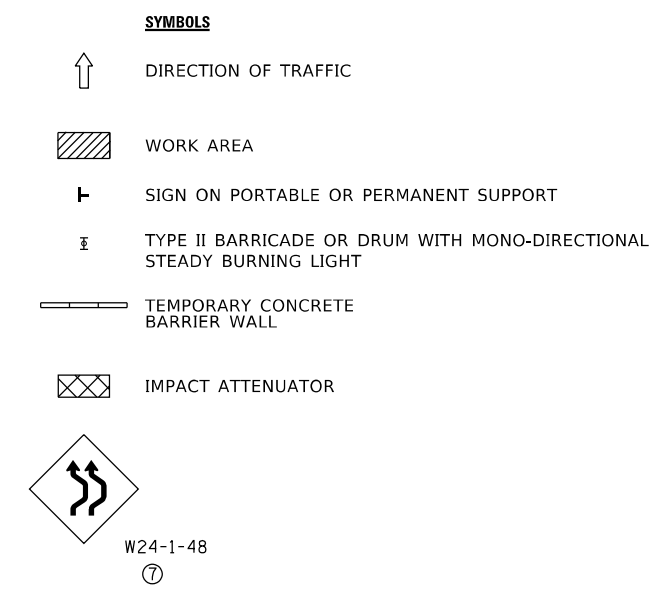 SYMBOLS
DIRECTION OF TRAFFIC
WORK AREA
SIGN ON PORTABLE OR PERMANENT SUPPORT
TYPE II BARRICADE OR DRUM WITH MONO-DIRECTIONAL
STEADY BURNING LIGHT
TEMPORARY CONCRETE
BARRIER WALL
IMPACT ATTENUATOR
W24-1-48
7